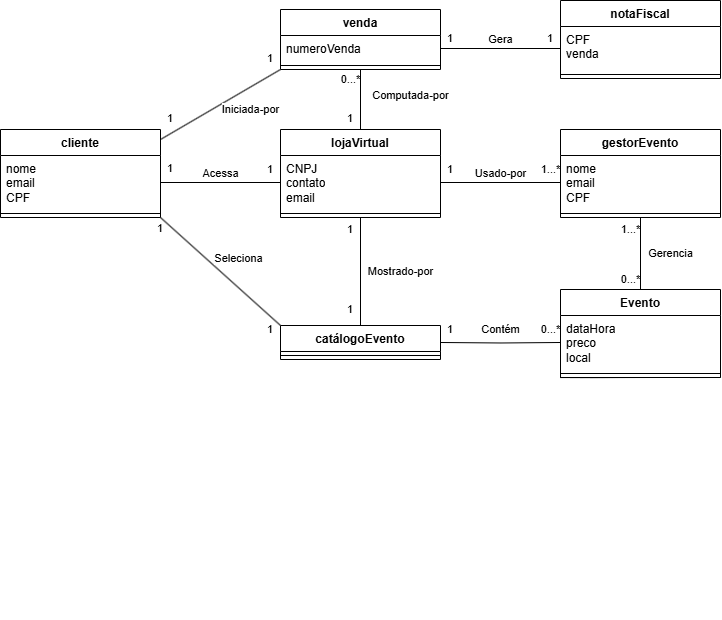 venda
numeroVenda
notaFiscal
CPF
venda
1
Gera
1
1
Iniciada-por
1
0...*
Computada-por
1
cliente
nome
email
CPF
1
Acessa
1
lojaVirtual
CNPJ
contato
email
1
Usado-por
1...*
gestorEvento
nome
email
CPF
1
Seleciona
1
1
Mostrado-por
1
1...*
Gerencia
0...*
catálogoEvento
1
Contém
0...*
Evento
dataHora
preco
local